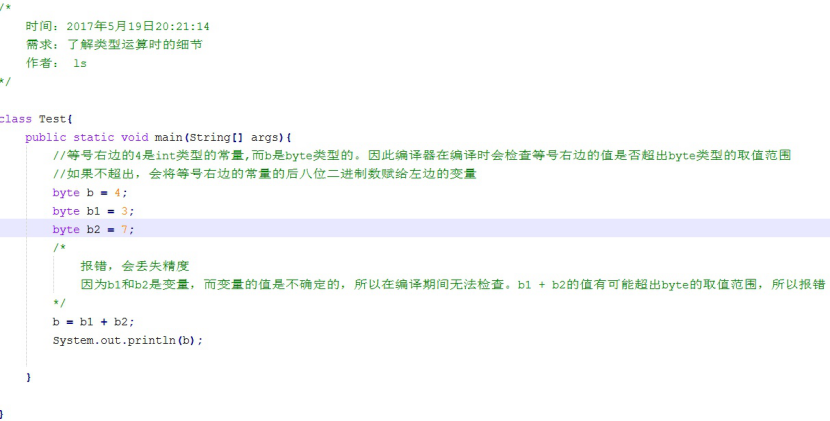 /*
时间：2017年5月19日20:21:14
需求：了解类型运算时的细节
作者： ls
*/
class Test{
public static void main(String[] args){
//等号右边的4是int类型的常量,而b是byte类型的。因此编译器在编译时会检查等号右边的值是否超出byte类型的取值范围
//如果不超出，会将等号右边的常量的后八位二进制数赋给左边的变量
byte b = 4;
byte b1 = 3;
byte b2 = 7;
/*
报错，会丢失精度
因为b1和b2是变量，而变量的值是不确定的，所以在编译期间无法检查。b1 + b2的值有可能超出byte的取值范围，所以报错
*/
b = b1 + b2;
System.out.println(b);
}
}